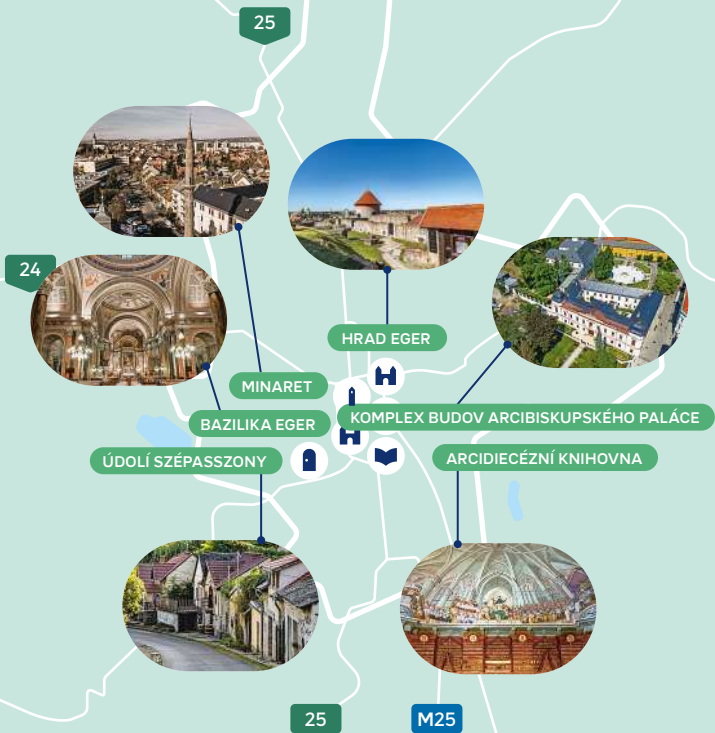 25
24
HRAD EGER
MINARET
BAZILIKA EGER
KOMPLEX BUDOV ARCIBISKUPSKÉHO PALÁCE
ÚDOLÍ SZÉPASSZONY
ARCIDIECÉZNÍ KNIHOVNA
25
M25